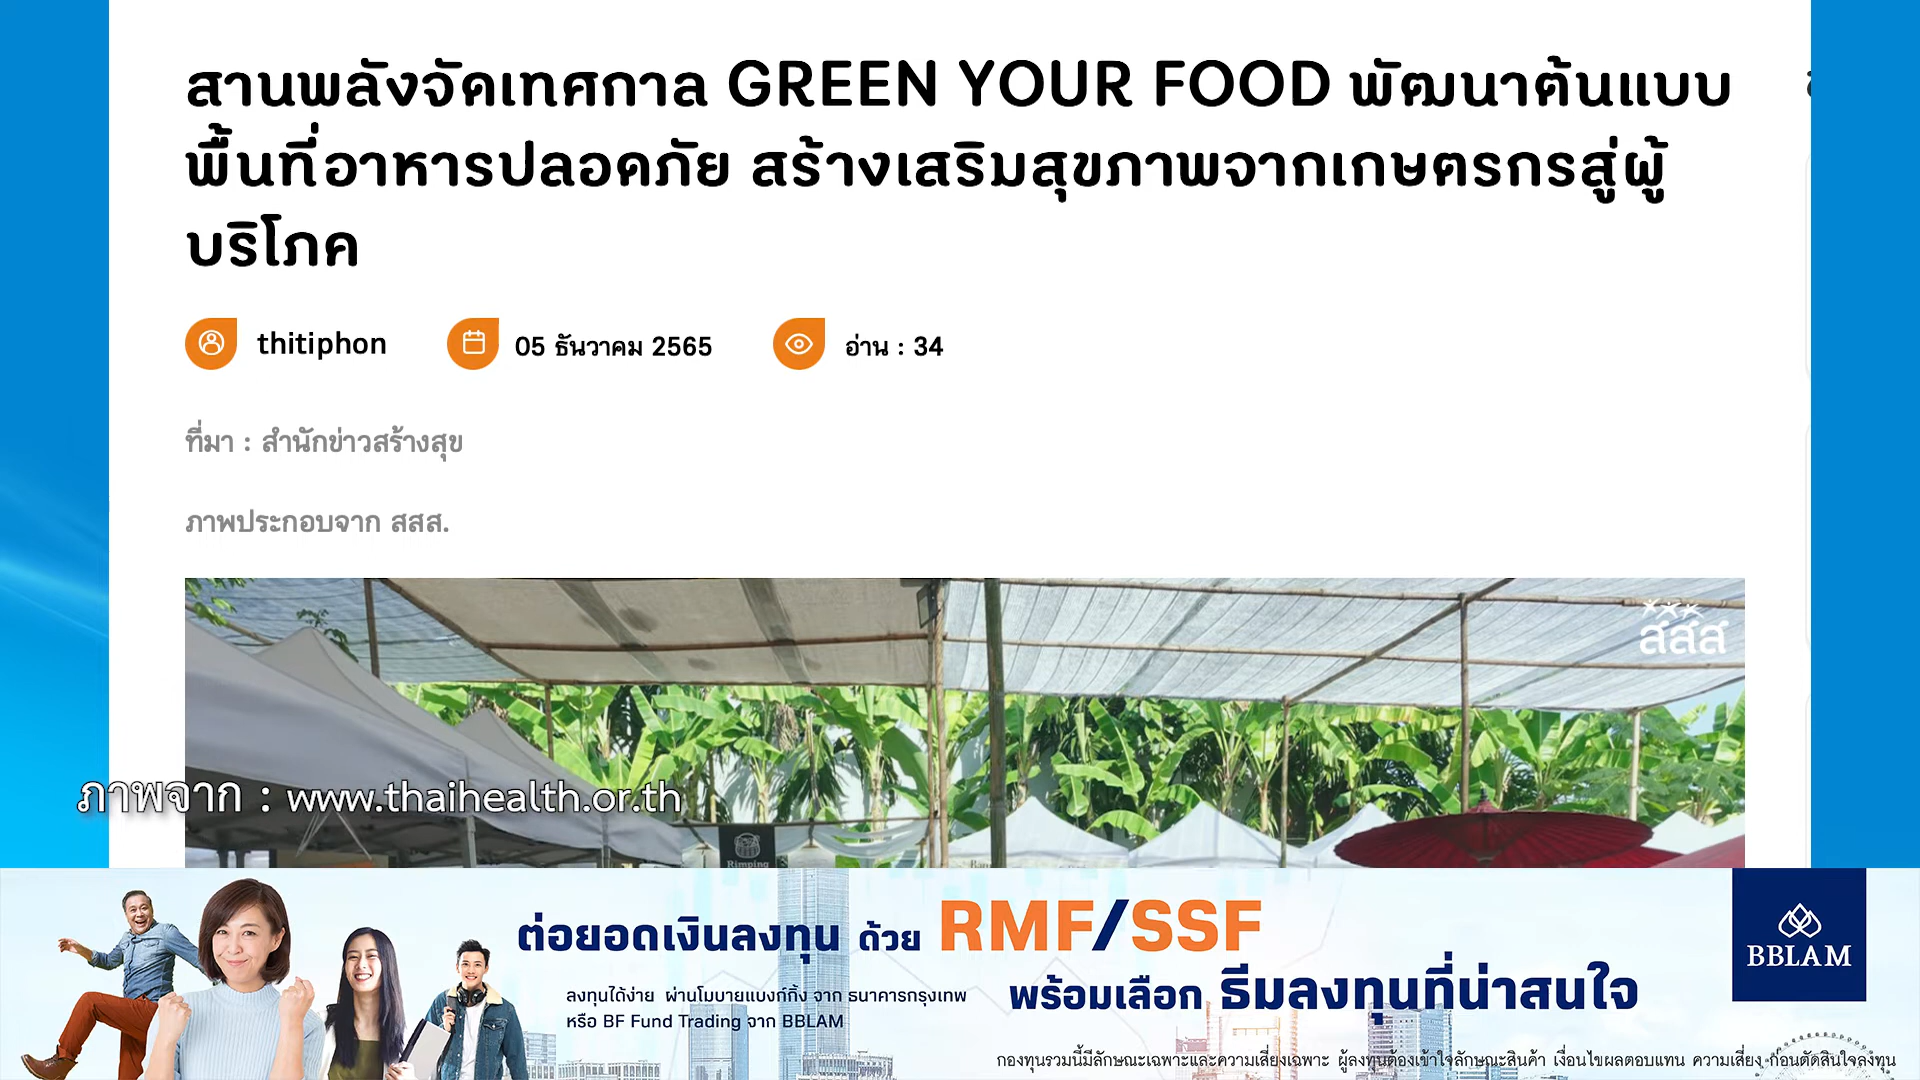 สานพลังจัดเทศกาล GREEN YOUR FOOD พัฒนาต้นแบบ
พื้นที่อาหารปลอดภัย สร้างเสริมสุขภาพจากเกษตรกรสู่ผู้
บริโภค
thitiphon
05 ธันวาคม 2565
อ่าน : 34
ที่มา : สำนักข่าวสร้างสุข
ภาพประกอบจาก สสส.
สสส
ภาพจาก : www.thaihealth.or.th
Rimping
ต่อยอดเงินลงทุน ด้วย RMF/SSF
พร้อมเลือก ธีมลงทุนที่น่าสนใจ
ลงทุนได้ง่าย ผ่านโมบายแบงก์กิ้ง จาก ธนาคารกรุงเทพ
หรือ BF Fund Trading จาก BBLAM
BBLAM
กองทุนรวมนี้มีลักษณะเฉพาะและความเสี่ยงเฉพาะ ผู้ลงทุนต้องเข้าใจลักษณะสินค้า เงื่อนไขผลตอบแทน ความเสี่ยง ก่อนตัดสินใจลงทุน